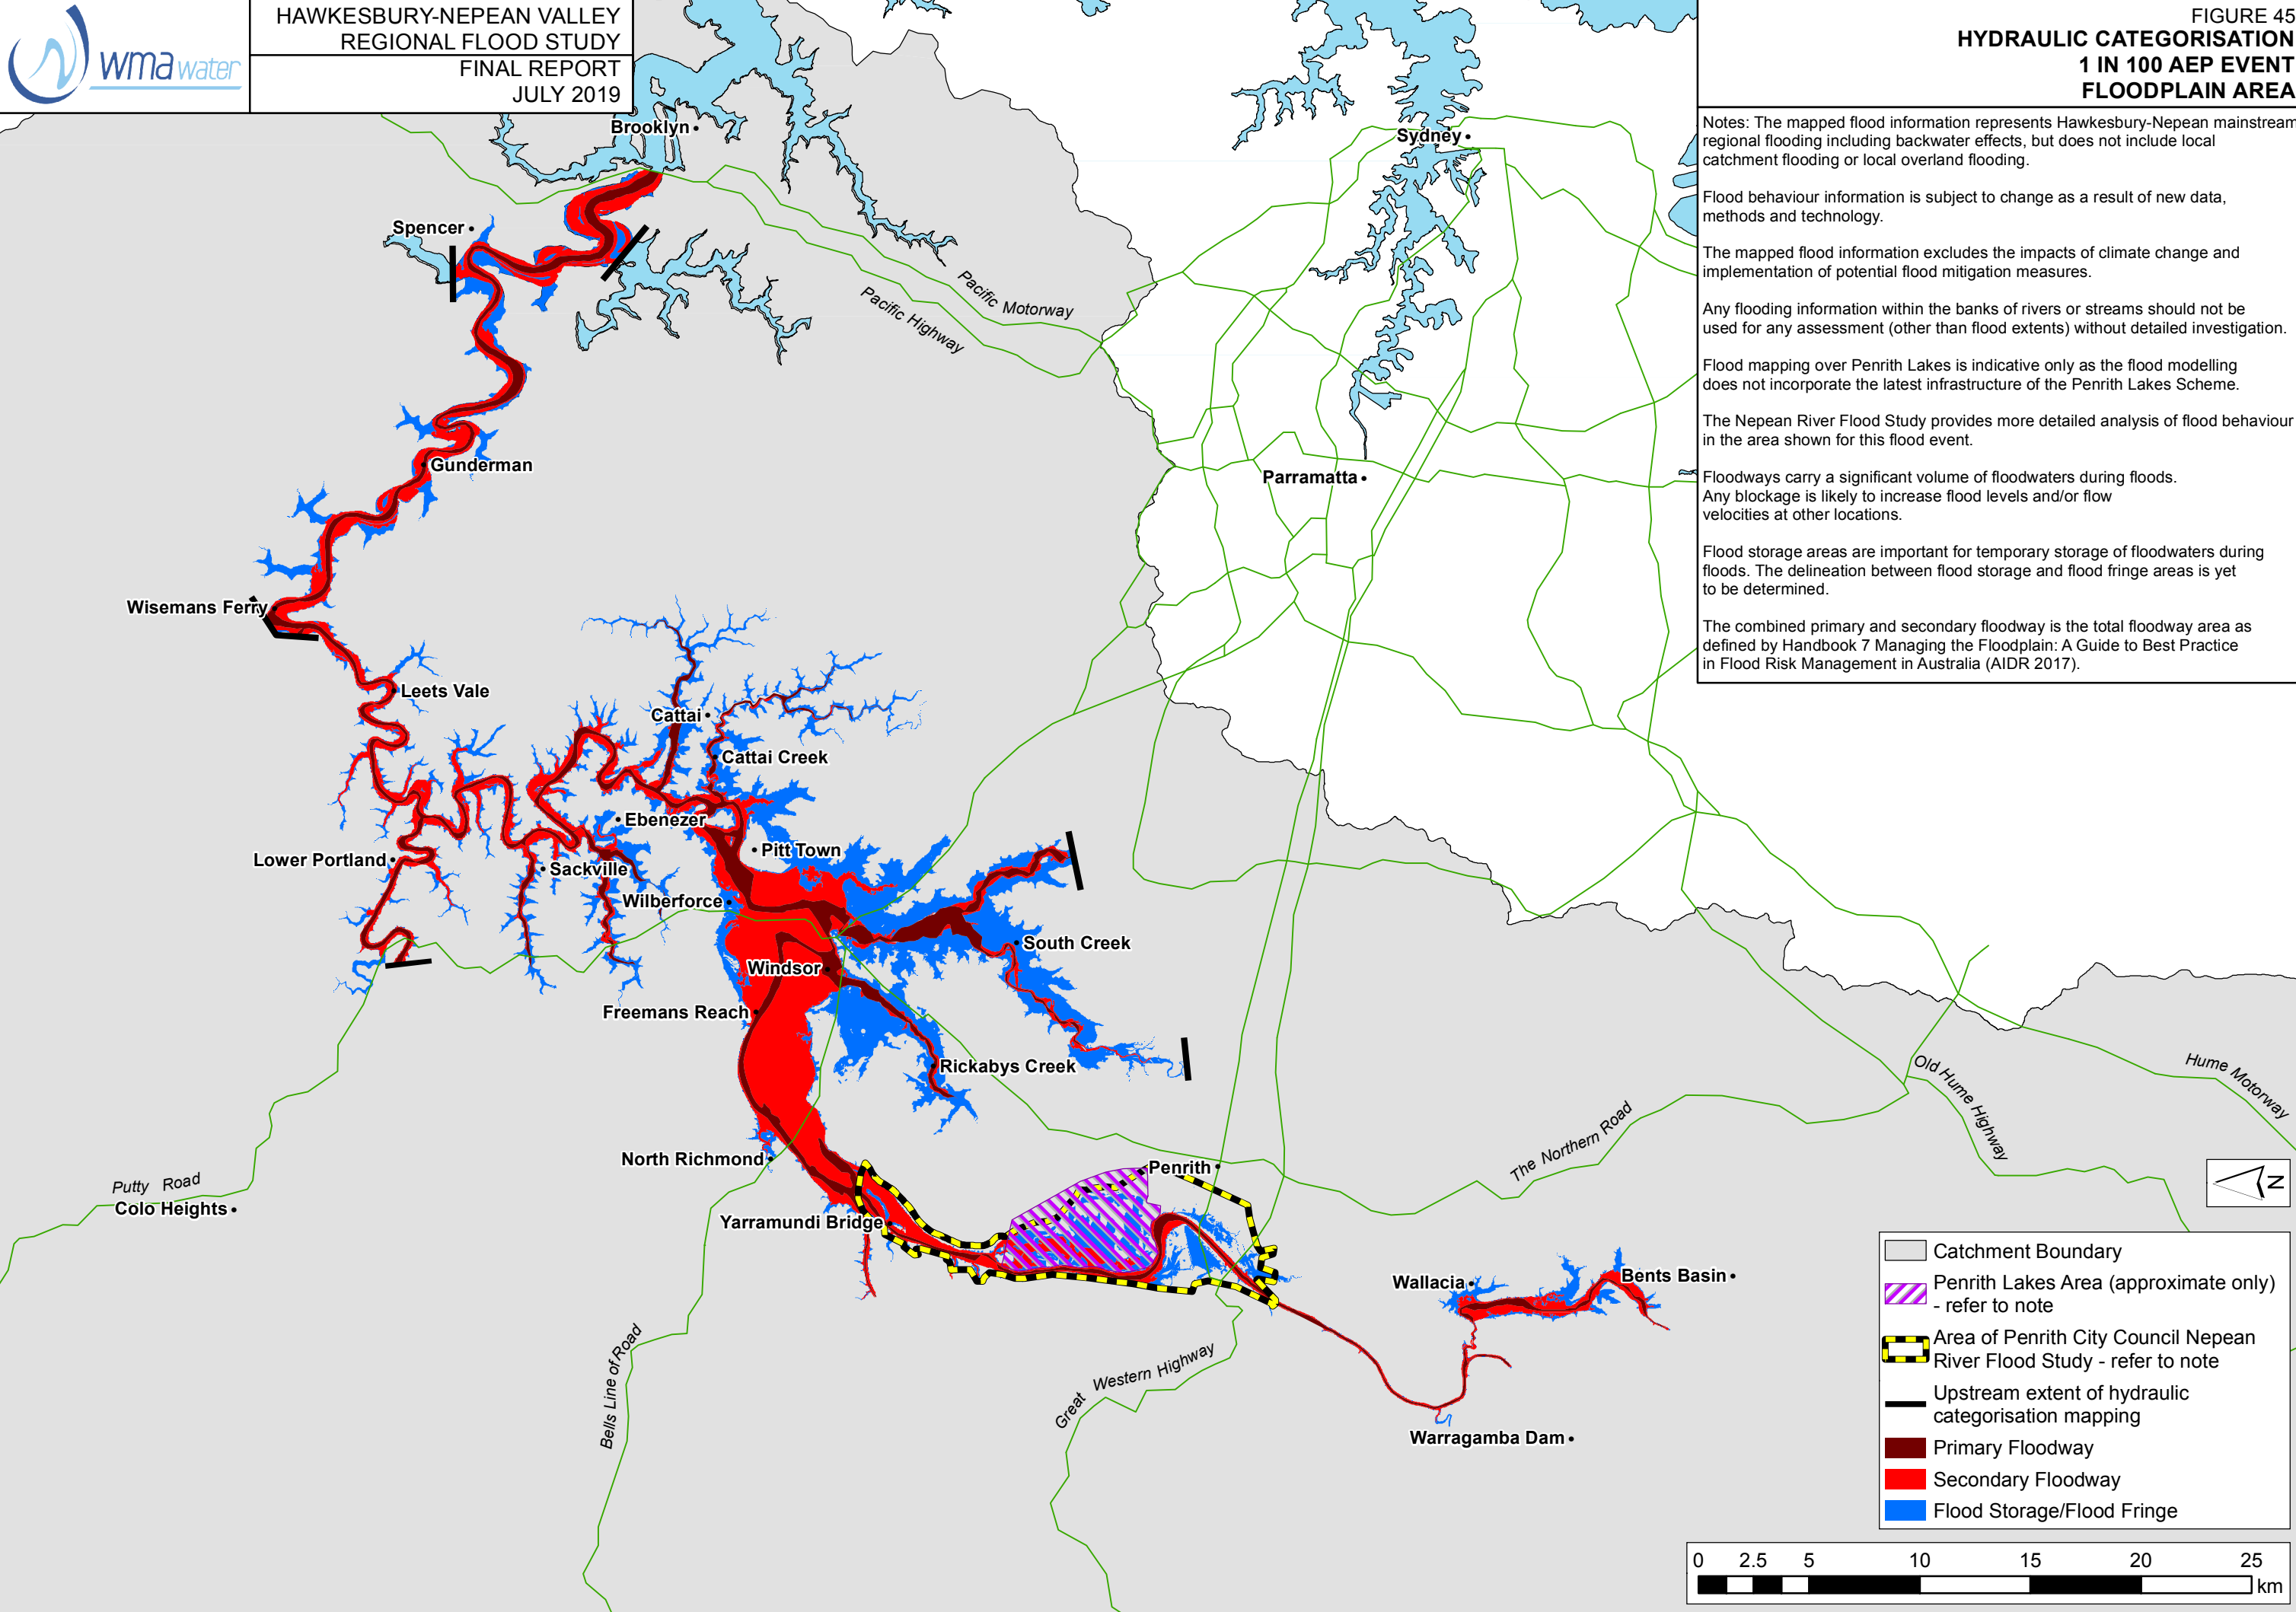 wmawater
HAWKESBURY-NEPEAN VALLEY
REGIONAL FLOOD STUDY
FINAL REPORT
JULY 2019
FIGURE 45
HYDRAULIC CATEGORISATION
1 IN 100 AEP EVENT
FLOODPLAIN AREA
Notes: The mapped flood information represents Hawkesbury-Nepean mainstream
regional flooding including backwater effects, but does not include local
catchment flooding or local overland flooding.
Flood behaviour information is subject to change as a result of new data,
methods and technology.
The mapped flood information excludes the impacts of climate change and
implementation of potential flood mitigation measures.
Any flooding information within the banks of rivers or streams should not be
used for any assessment (other than flood extents) without detailed investigation.
Flood mapping over Penrith Lakes is indicative only as the flood modelling
does not incorporate the latest infrastructure of the Penrith Lakes Scheme.
The Nepean River Flood Study provides more detailed analysis of flood behaviour
in the area shown for this flood event.
Floodways carry a significant volume of floodwaters during floods.
Any blockage is likely to increase flood levels and/or flow
velocities at other locations.
Flood storage areas are important for temporary storage of floodwaters during
floods. The delineation between flood storage and flood fringe areas is yet
to be determined.
The combined primary and secondary floodway is the total floodway area as
defined by Handbook 7 Managing the Floodplain: A Guide to Best Practice
in Flood Risk Management in Australia (AIDR 2017).
Brooklyn
Sydney
Spencer
Pacific Motorway
Pacific Highway
Gunderman
Parramatta
Wisemans Ferry
Leets Vale
Cattai
Cattai Creek
Ebenezer
Pitt Town
Lower Portland
Sackville
Wilberforce
South Creek
Windsor
Freemans Reach
Rickabys Creek
Old Hume Highway
Hume Motorway
The Northern Road
North Richmond
Penrith
Putty Road
Colo Heights
Yarramundi Bridge
N
Wallacia
Bents Basin
Bells Line of Road
Great Western Highway
Warragamba Dam
Catchment Boundary
Penrith Lakes Area (approximate only)
- refer to note
Area of Penrith City Council Nepean
River Flood Study - refer to note
Upstream extent of hydraulic
categorisation mapping
Primary Floodway
Secondary Floodway
Flood Storage/Flood Fringe
0 2.5 5 10 15 20 25
km